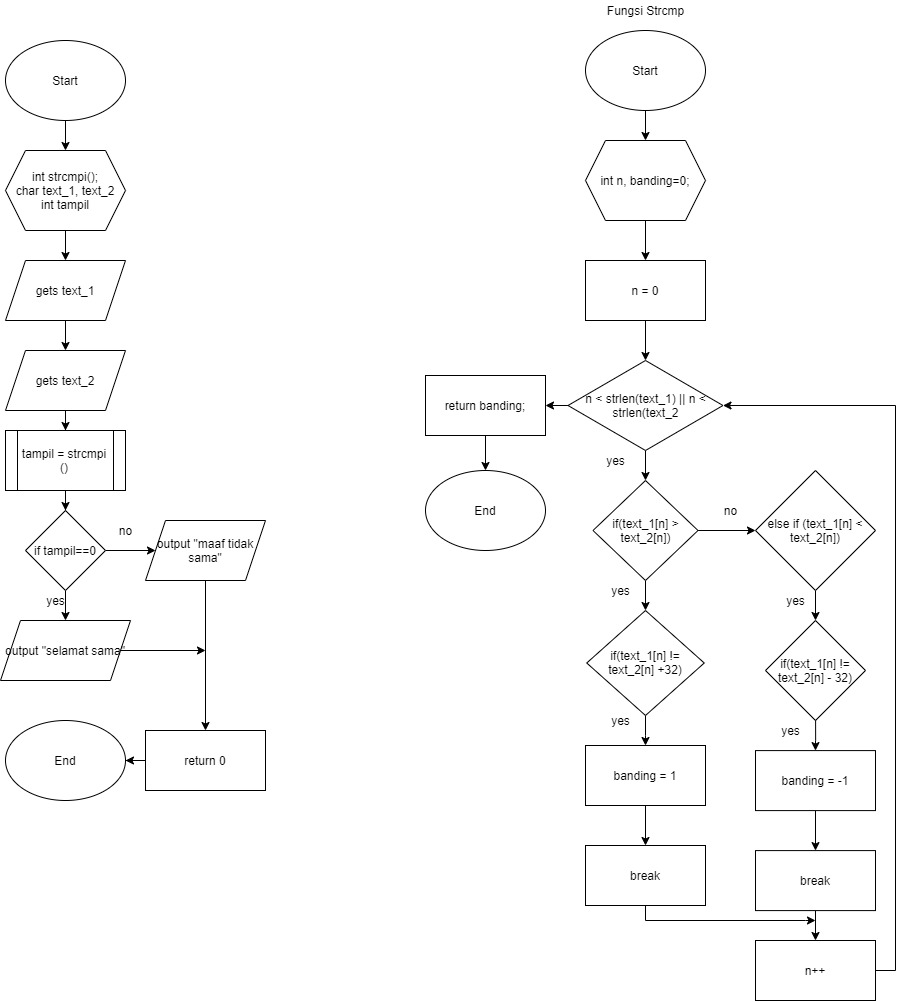 Start
int strcmpi();
char text_1, text_2
int tampil
gets text_1
gets text_2
tampil = strcmpi
()
if tampil==0
no
output "maaf tidak
sama"
yes
output "selamat sama"
return 0
End
Fungsi Strcmp
Start
int n, banding=0;
n = 0
n < strlen(text_1) || n <
strlen(text_2
return banding;
End
yes
if(text_1[n] >
text_2[n])
no
else if (text_1[n] <
text_2[n])
yes
if(text_1[n] !=
text_2[n] +32)
yes
banding = 1
break
yes
if(text_1[n] !=
text_2[n] - 32)
yes
banding = -1
break
n++